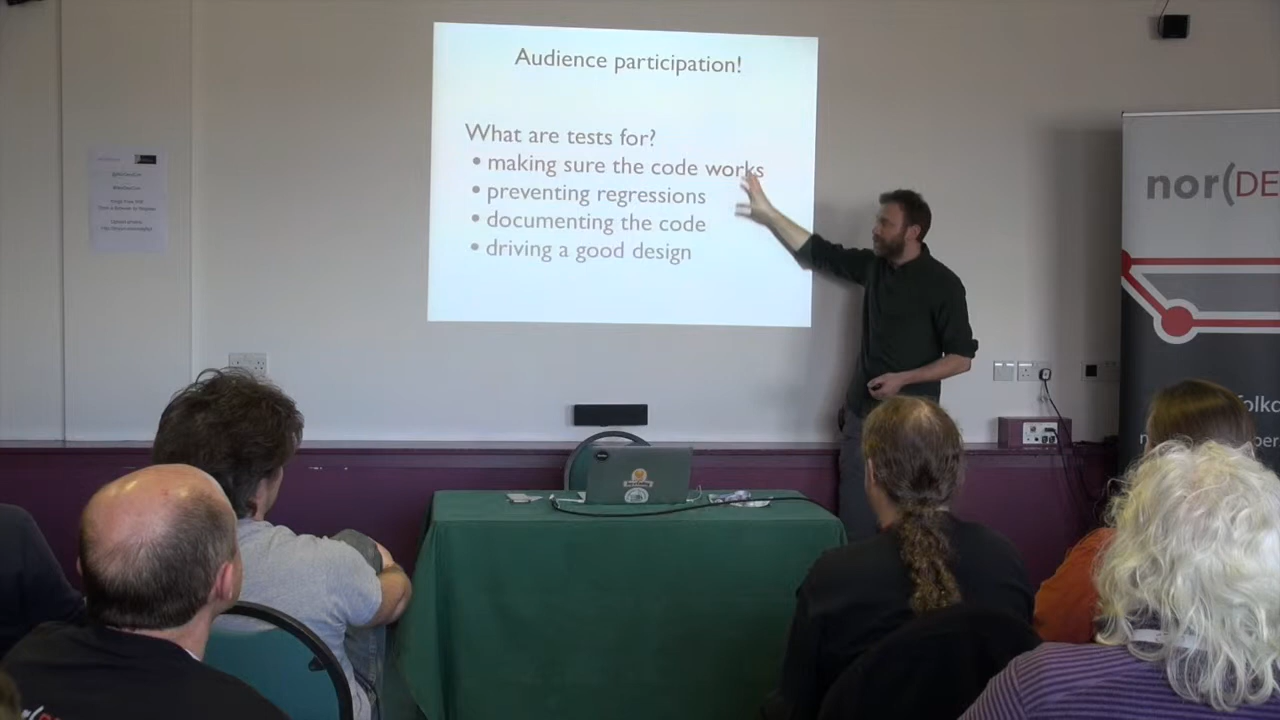 Audience participation!
What are tests for?
• making sure the code works
• preventing regressions
• documenting the code
• driving a good design
nor(DE
folk